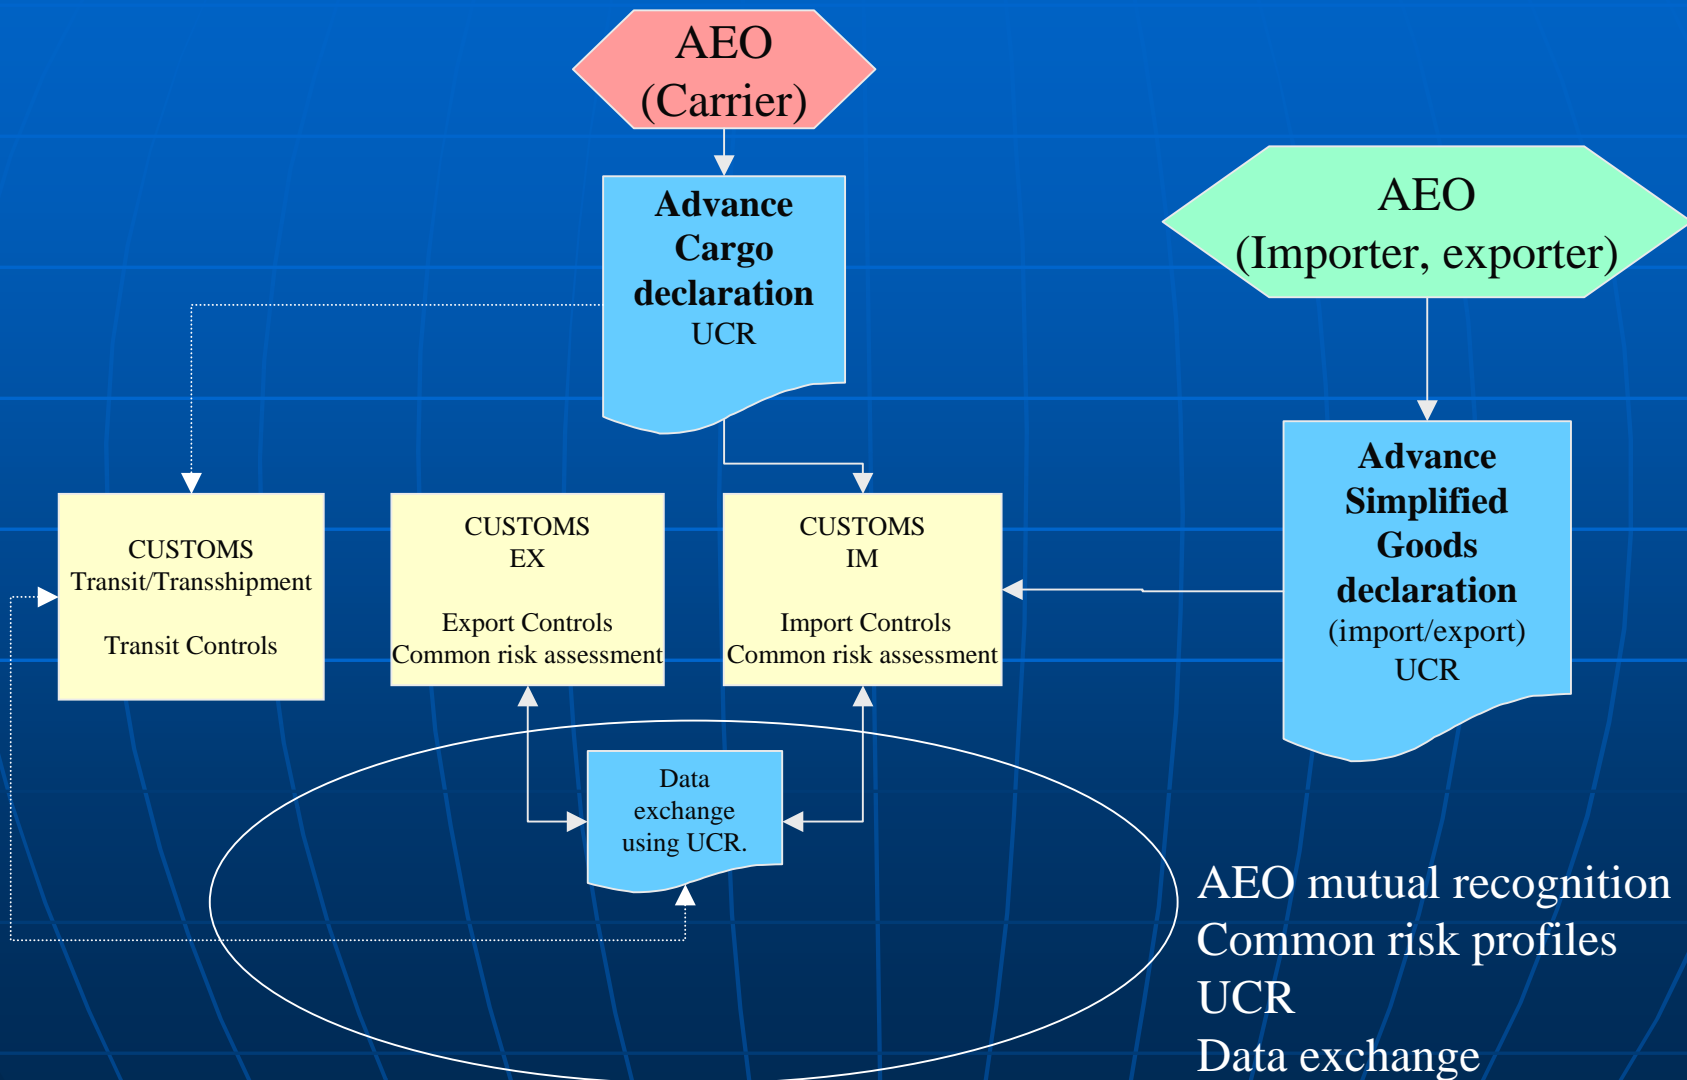 AEO
(Carrier)
Advance
Cargo
declaration
UCR
AEO
(Importer, exporter)
Advance
Simplified
Goods
declaration
(import/export)
UCR
CUSTOMS
Transit/Transshipment
Transit Controls
CUSTOMS
EX
Export Controls
Common risk assessment
CUSTOMS
IM
Import Controls
Common risk assessment
Data
exchange
using UCR.
AEO mutual recognition
Common risk profiles
UCR
Data exchange